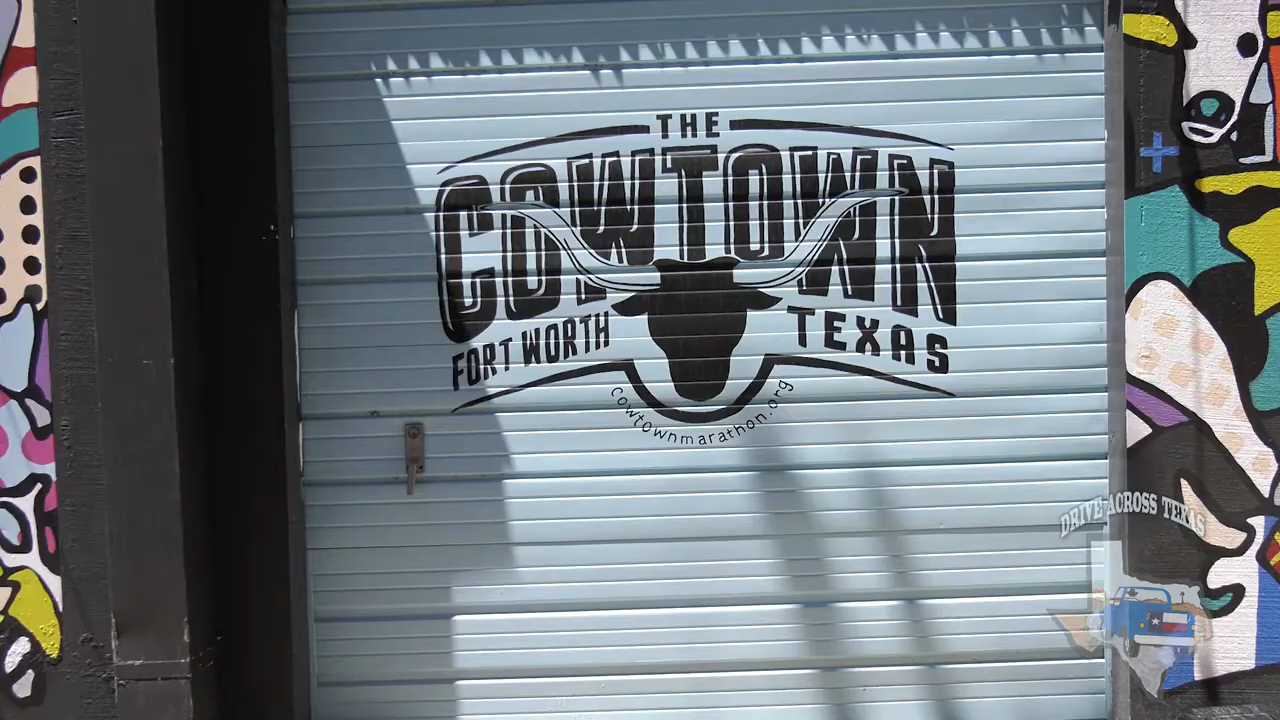 THE
COWTOWN
FORT WORTH
TEXAS
cowtownmarathon.org
DRIVE ACROSS TEXAS